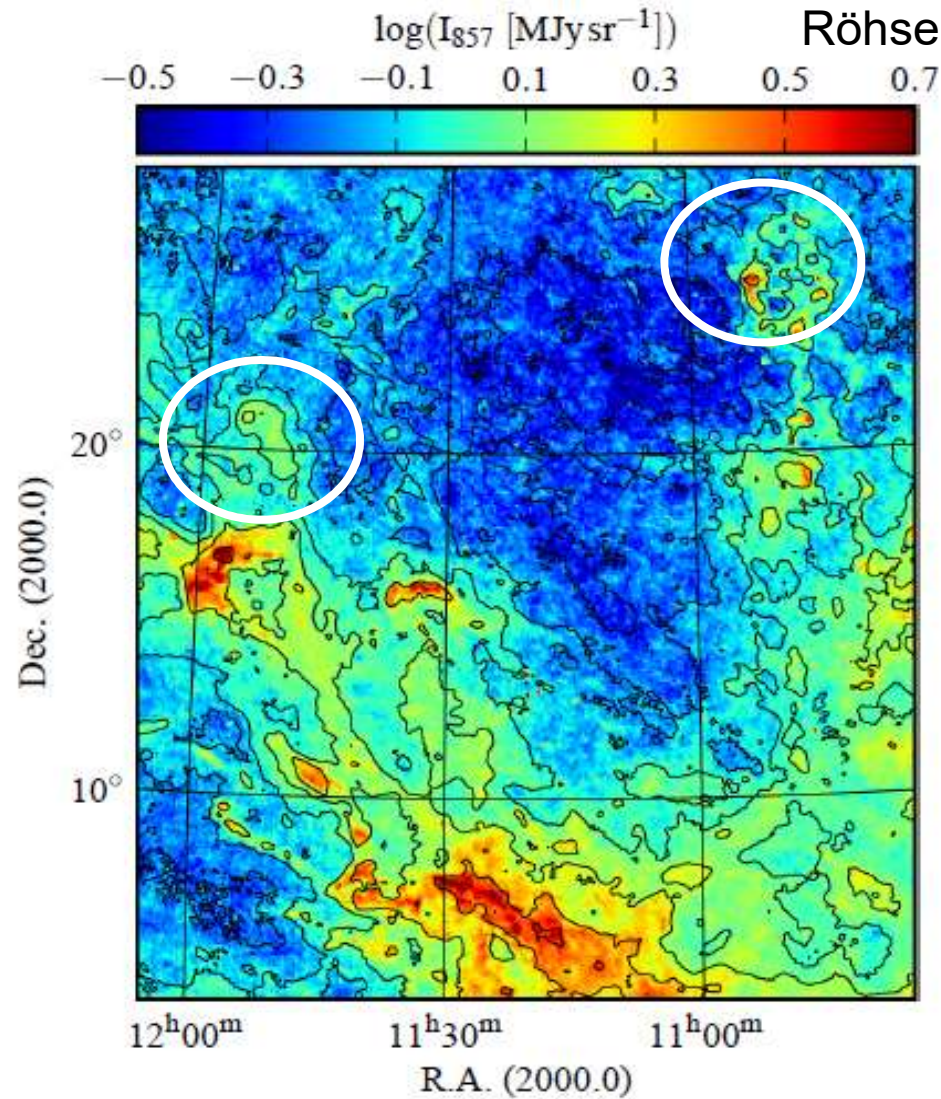 log(I₈₅₇ [MJy sr⁻¹])
Röhse
−0.5 −0.3 −0.1 0.1 0.3 0.5 0.7
20°
10°
Dec. (2000.0)
12ʰ00ᵐ 11ʰ30ᵐ 11ʰ00ᵐ
R.A. (2000.0)